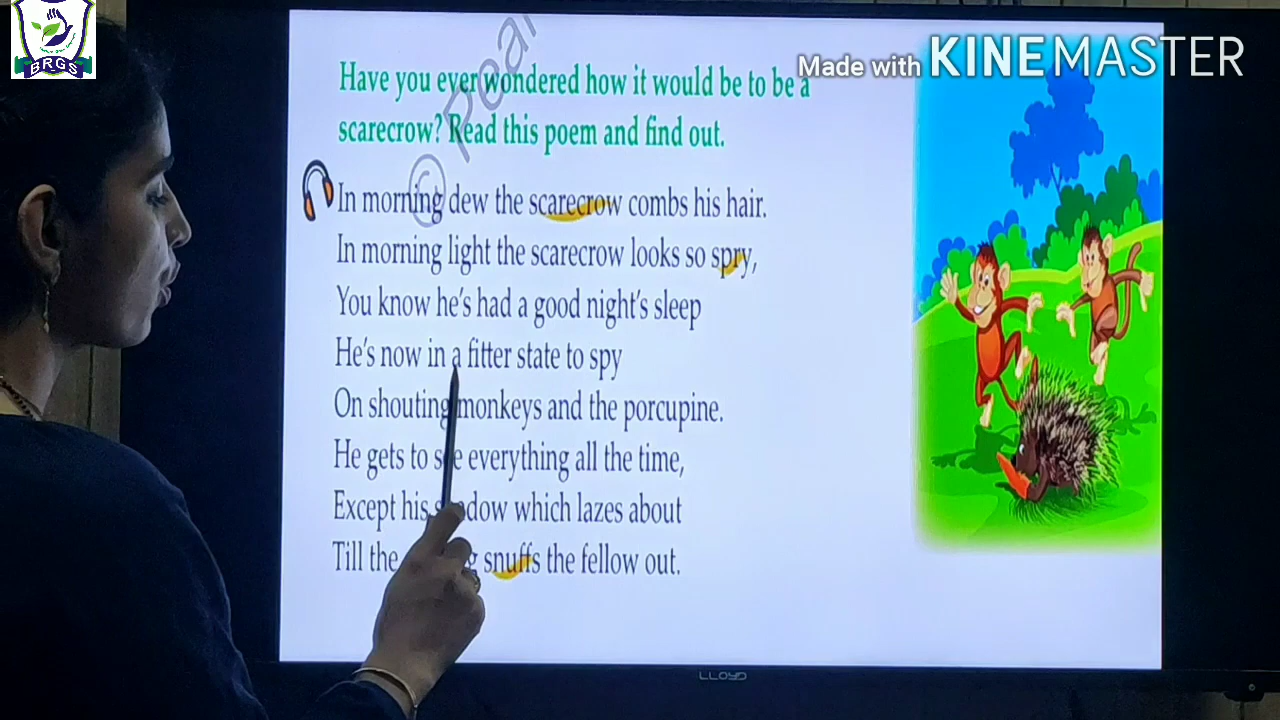 BRGS
Made with KINEMASTER
© Pear
Have you ever wondered how it would be to be a
scarecrow? Read this poem and find out.
In morning dew the scarecrow combs his hair.
In morning light the scarecrow looks so spry,
You know he's had a good night's sleep
He's now in a fitter state to spy
On shouting monkeys and the porcupine.
He gets to see everything all the time,
Except his shadow which lazes about
Till the snuffs the fellow out.
LLOYD